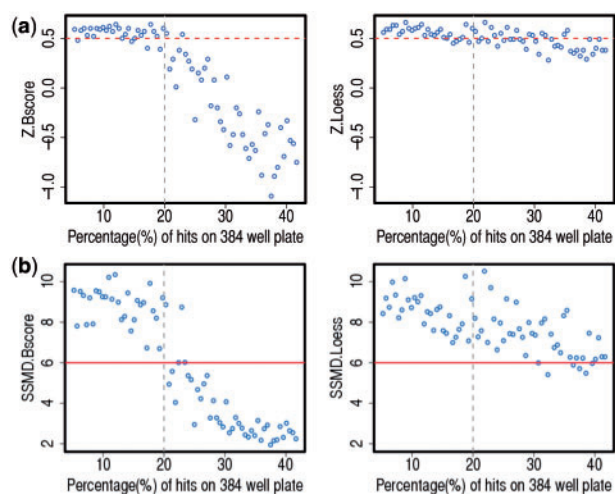 (a)
Z.Bscore
0.5
0.0
−0.5
−1.0
10 20 30 40
Percentage(%) of hits on 384 well plate
Z.Loess
0.5
0.0
−0.5
−1.0
10 20 30 40
Percentage(%) of hits on 384 well plate
(b)
SSMD.Bscore
10
8
6
4
2
10 20 30 40
Percentage(%) of hits on 384 well plate
SSMD.Loess
10
8
6
4
2
10 20 30 40
Percentage(%) of hits on 384 well plate